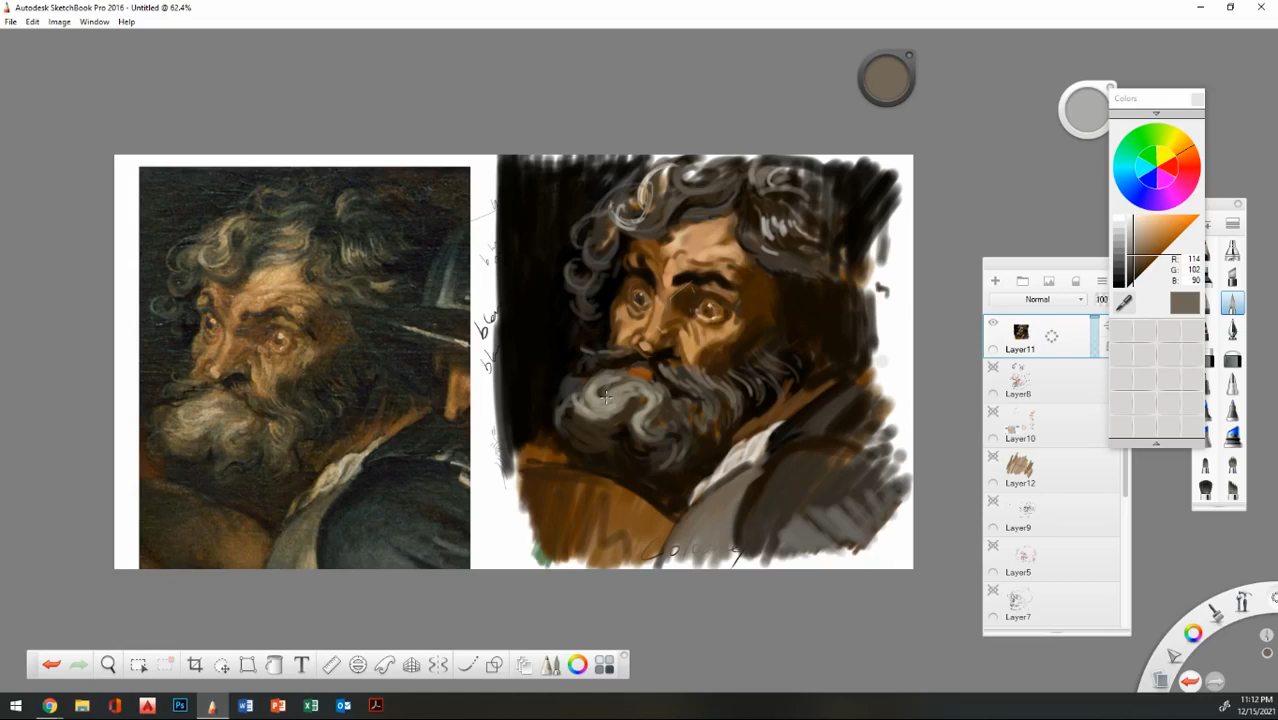 Autodesk SketchBook Pro 2016 - Untitled @ 62.4%
File Edit Image Window Help
Colors
R: 114
G: 102
B: 90
Normal
100
Layer11
Layer8
Layer10
Layer12
Layer9
Layer5
Layer7
11:12 PM
12/15/2021